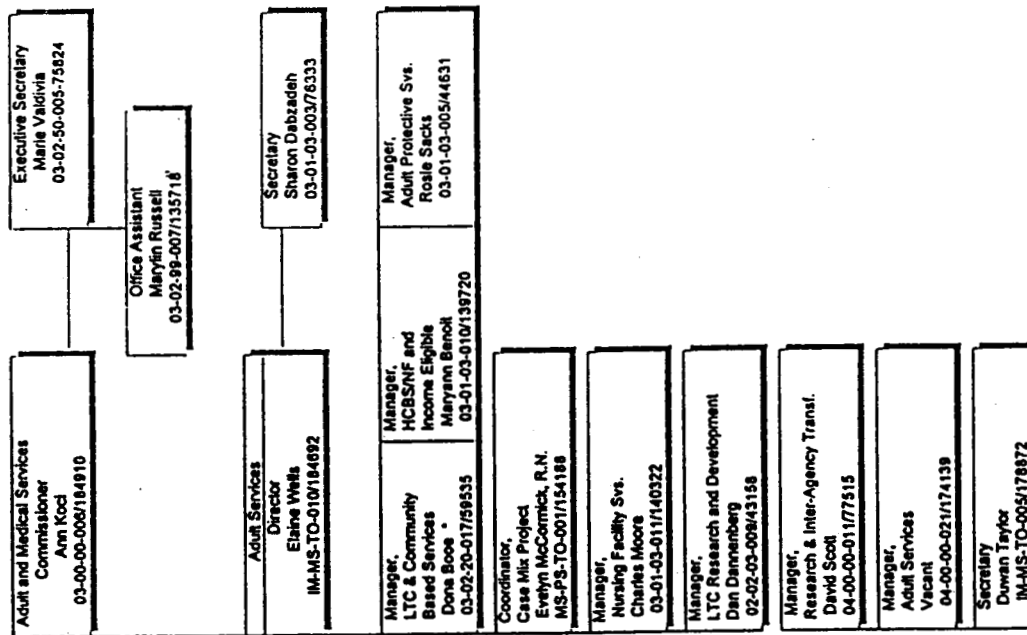 Adult and Medical Services
Commissioner
Ann Kocl
03-00-00-006/184910
Executive Secretary
Marie Valdivia
03-02-50-005-75824
Office Assistant
Marylin Russell
03-02-99-007/135718
Adult Services
Director
Elaine Wells
IM-MS-TO-010/184692
Secretary
Sharon Dabzadeh
03-01-03-003/76333
Manager,
LTC & Community
Based Services
Dona Booe *
03-02-20-017/59535
Manager,
HCBS/NF and
Income Eligible
Maryann Benoit
03-01-03-010/139720
Manager,
Adult Protective Svs.
Rosie Sacks
03-01-03-005/44631
Coordinator,
Case Mix Project
Evelyn McCormick, R.N.
MS-PS-TO-001/154188
Manager,
Nursing Facility Svs.
Charles Moore
03-01-03-011/140322
Manager,
LTC Research and Development
Dan Dannenberg
02-02-03-009/43158
Manager,
Research & Inter-Agency Transf.
David Scott
04-00-00-011/77515
Manager,
Adult Services
Vacant
04-00-00-021/174139
Secretary
Duwan Taylor
IM-MS-TO-005/178872